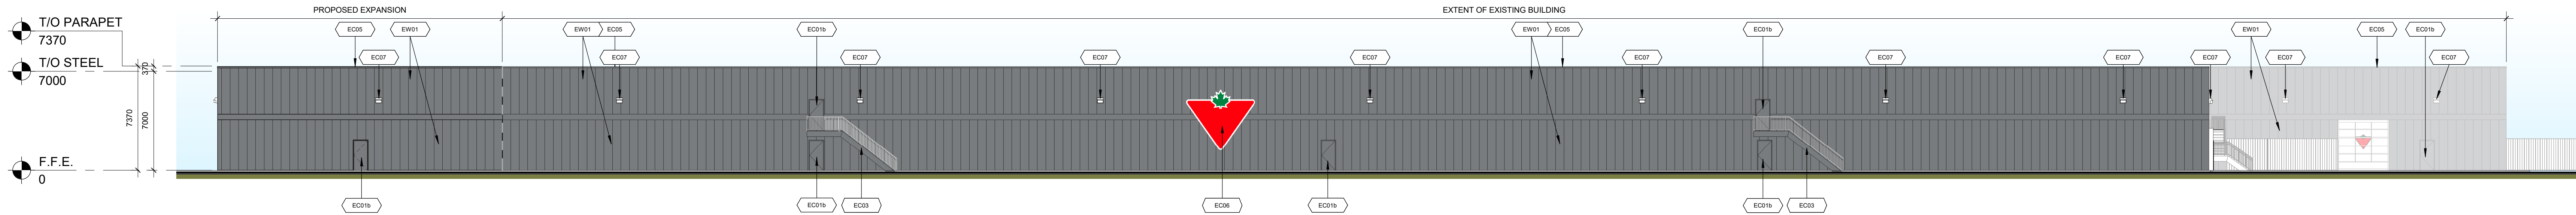 PROPOSED EXPANSION
EXTENT OF EXISTING BUILDING
T/O PARAPET
7370
EC05
EW01
EW01
EC05
EC01b
EW01
EC05
EC01b
EW01
EC05
EC01b
T/O STEEL
7000
370
EC07
EC07
EC07
EC07
EC07
EC07
EC07
EC07
EC07
EC07
EC07
7370
7000
F.F.E.
0
EC01b
EC01b
EC03
EC06
EC01b
EC01b
EC03